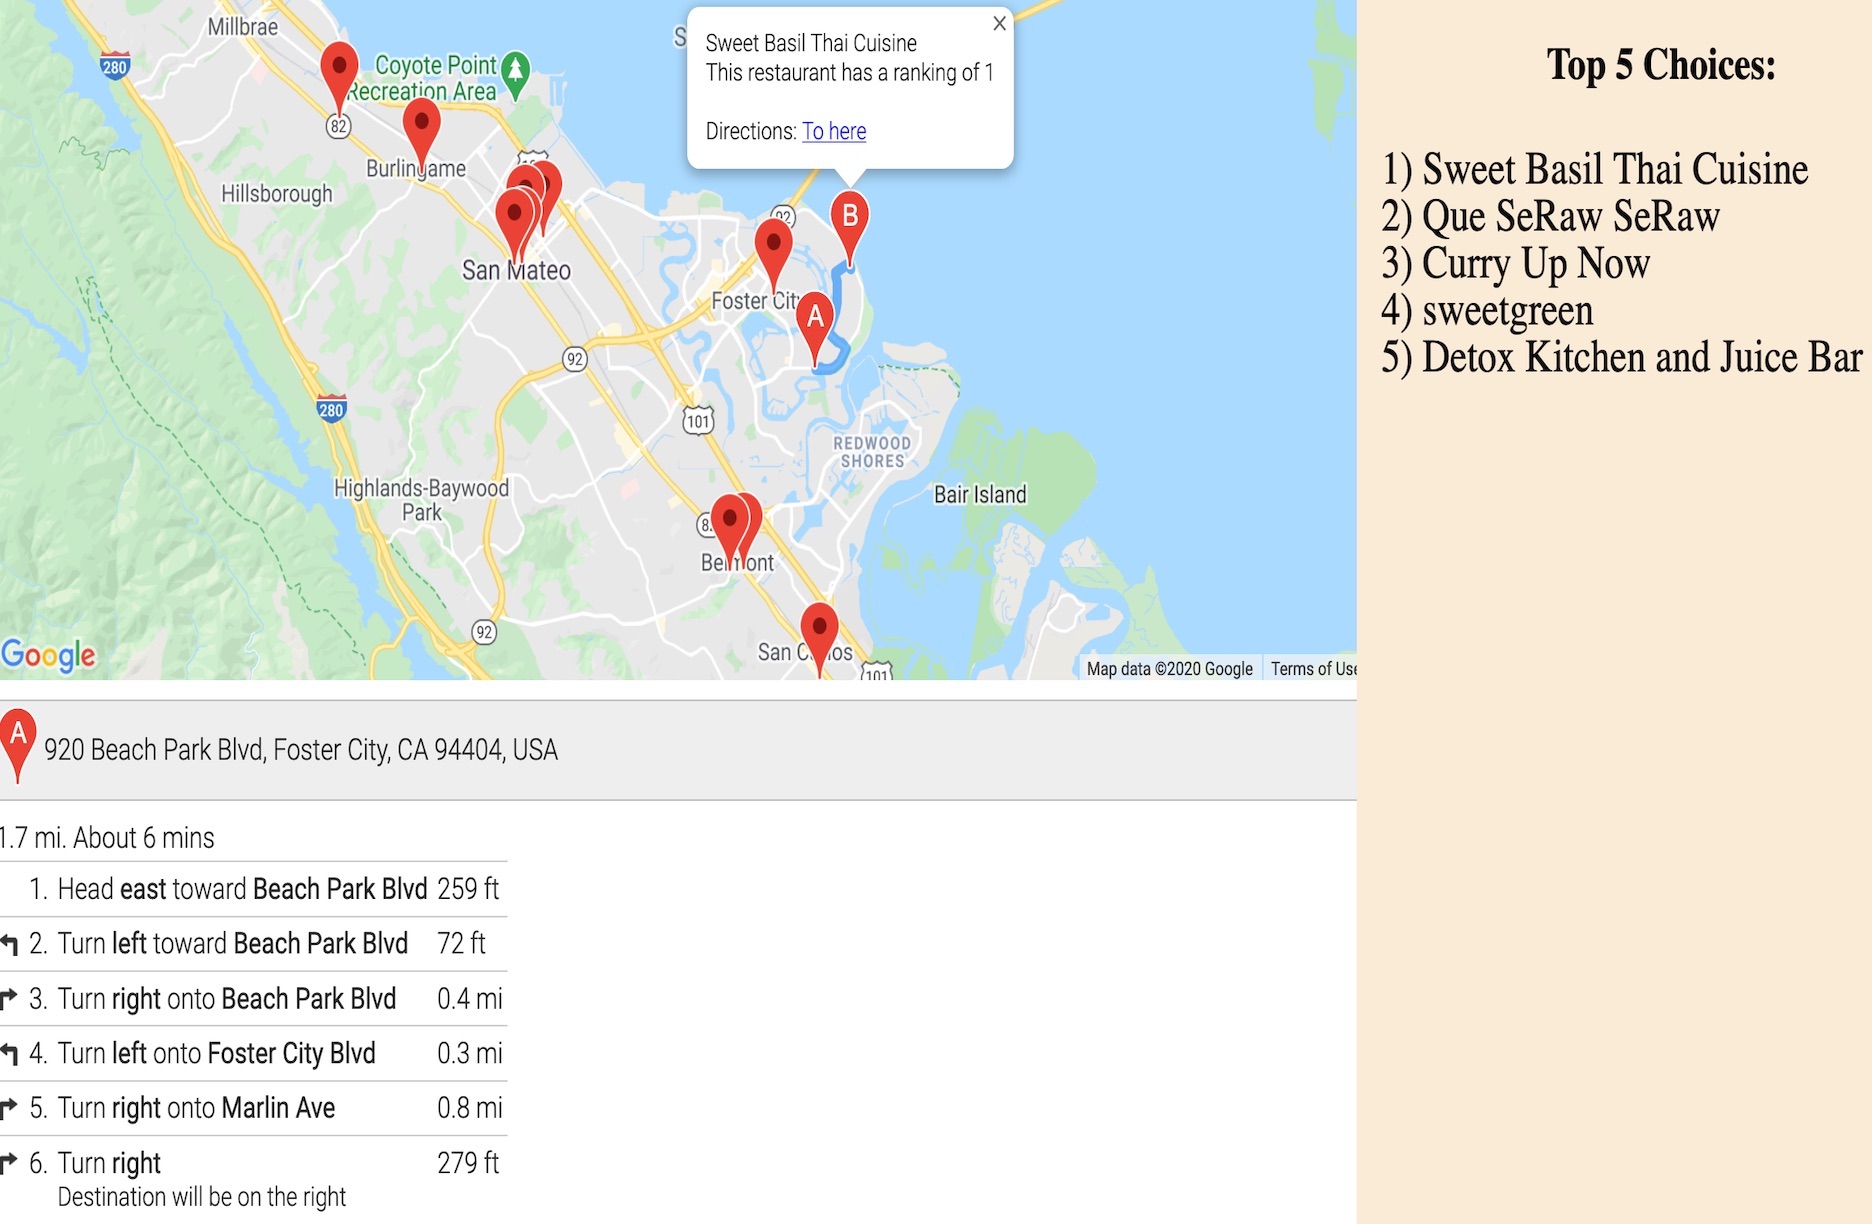 Millbrae
280
Coyote Point
Recreation Area
82
Burlingame
Hillsborough
San Mateo
S
Sweet Basil Thai Cuisine
This restaurant has a ranking of 1
Directions: To here
92
B
Foster City
A
92
280
101
REDWOOD
SHORES
Highlands-Baywood
Park
Bair Island
Belmont
92
San Carlos
101
Google
Map data ©2020 Google
Terms of Use
Top 5 Choices:
1) Sweet Basil Thai Cuisine
2) Que SeRaw SeRaw
3) Curry Up Now
4) sweetgreen
5) Detox Kitchen and Juice Bar
A
920 Beach Park Blvd, Foster City, CA 94404, USA
1.7 mi. About 6 mins
1. Head east toward Beach Park Blvd 259 ft
2. Turn left toward Beach Park Blvd 72 ft
3. Turn right onto Beach Park Blvd 0.4 mi
4. Turn left onto Foster City Blvd 0.3 mi
5. Turn right onto Marlin Ave 0.8 mi
6. Turn right 279 ft
Destination will be on the right